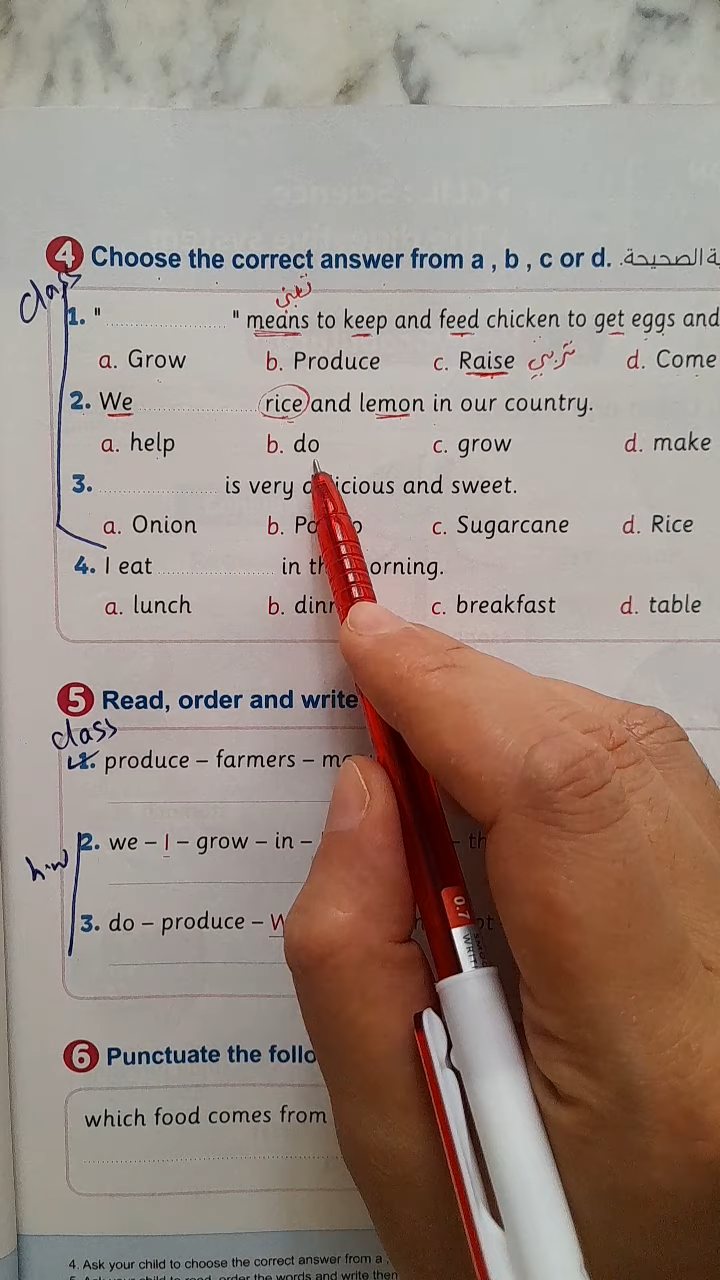 4 Choose the correct answer from a , b , c or d.
class
تعني
1. "....................." means to keep and feed chicken to get eggs and
a. Grow b. Produce c. Raise تربي d. Come
2. We ..................... rice and lemon in our country.
a. help b. do c. grow d. make
3. ..................... is very delicious and sweet.
a. Onion b. c. Sugarcane d. Rice
4. I eat ..................... in the morning.
a. lunch b. c. breakfast d. table
5 Read, order and write
class
1. produce – farmers –
h.w
2. we – I – grow – in –
3. do – produce –
6 Punctuate the
which food comes from
4. Ask your child to choose the correct answer from a